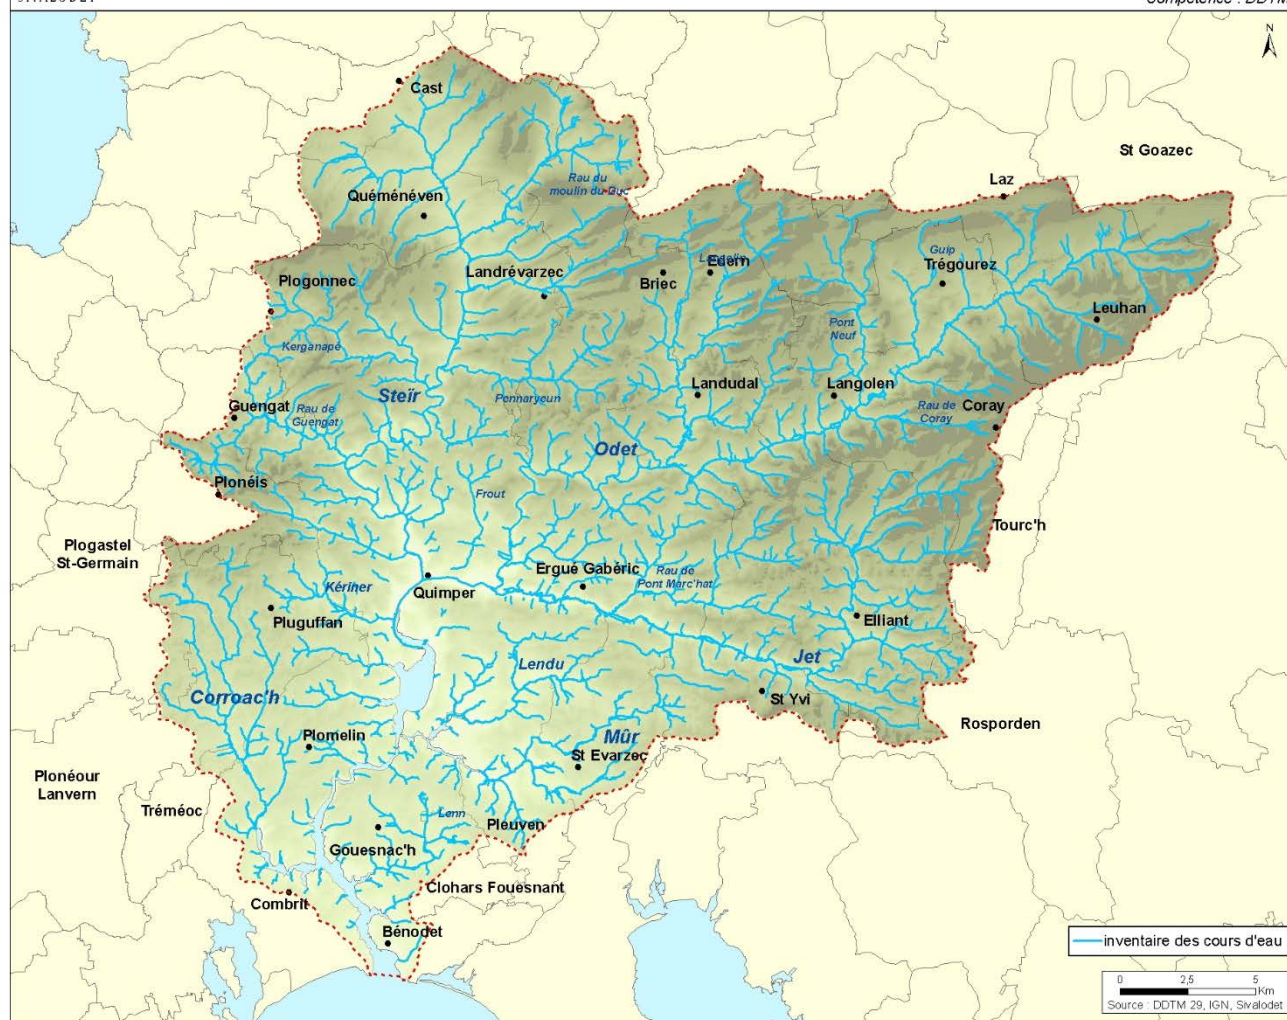 Compétence : DDTM
N
Cast
St Goazec
Rau du
moulin du Duc
Laz
Quéménéven
Guip
Trégourez
Landrévarzec
Edern
Briec
Plogonnec
Leuhan
Pont
Neuf
Kerganapé
Landudal
Langolen
Steïr
Pennaryeun
Guengat
Rau de
Guengat
Rau de
Coray
Coray
Odet
Plonéis
Frout
Tourc'h
Plogastel
St-Germain
Ergué Gabéric
Rau de
Pont Marc'hat
Kériner
Quimper
Pluguffan
Elliant
Lendu
Jet
Corroac'h
St Yvi
Rosporden
Plomelin
Mûr
St Evarzec
Plonéour
Lanvern
Tréméoc
Lenn
Pleuven
Gouesnac'h
Clohars Fouesnant
Combrit
Bénodet
inventaire des cours d'eau
0 2,5 5
Km
Source : DDTM 29, IGN, Sivalodet